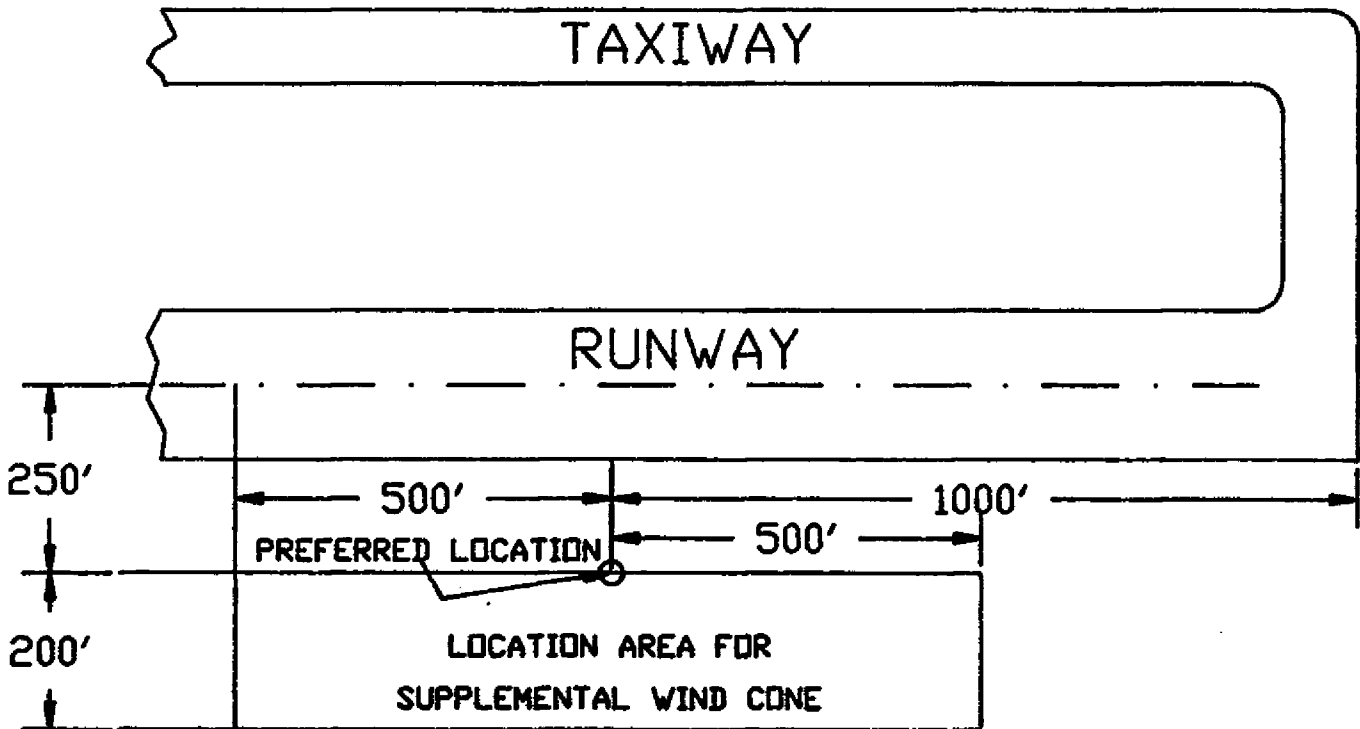 TAXIWAY
RUNWAY
250'
500'
1000'
500'
PREFERRED LOCATION
200'
LOCATION AREA FOR
SUPPLEMENTAL WIND CONE